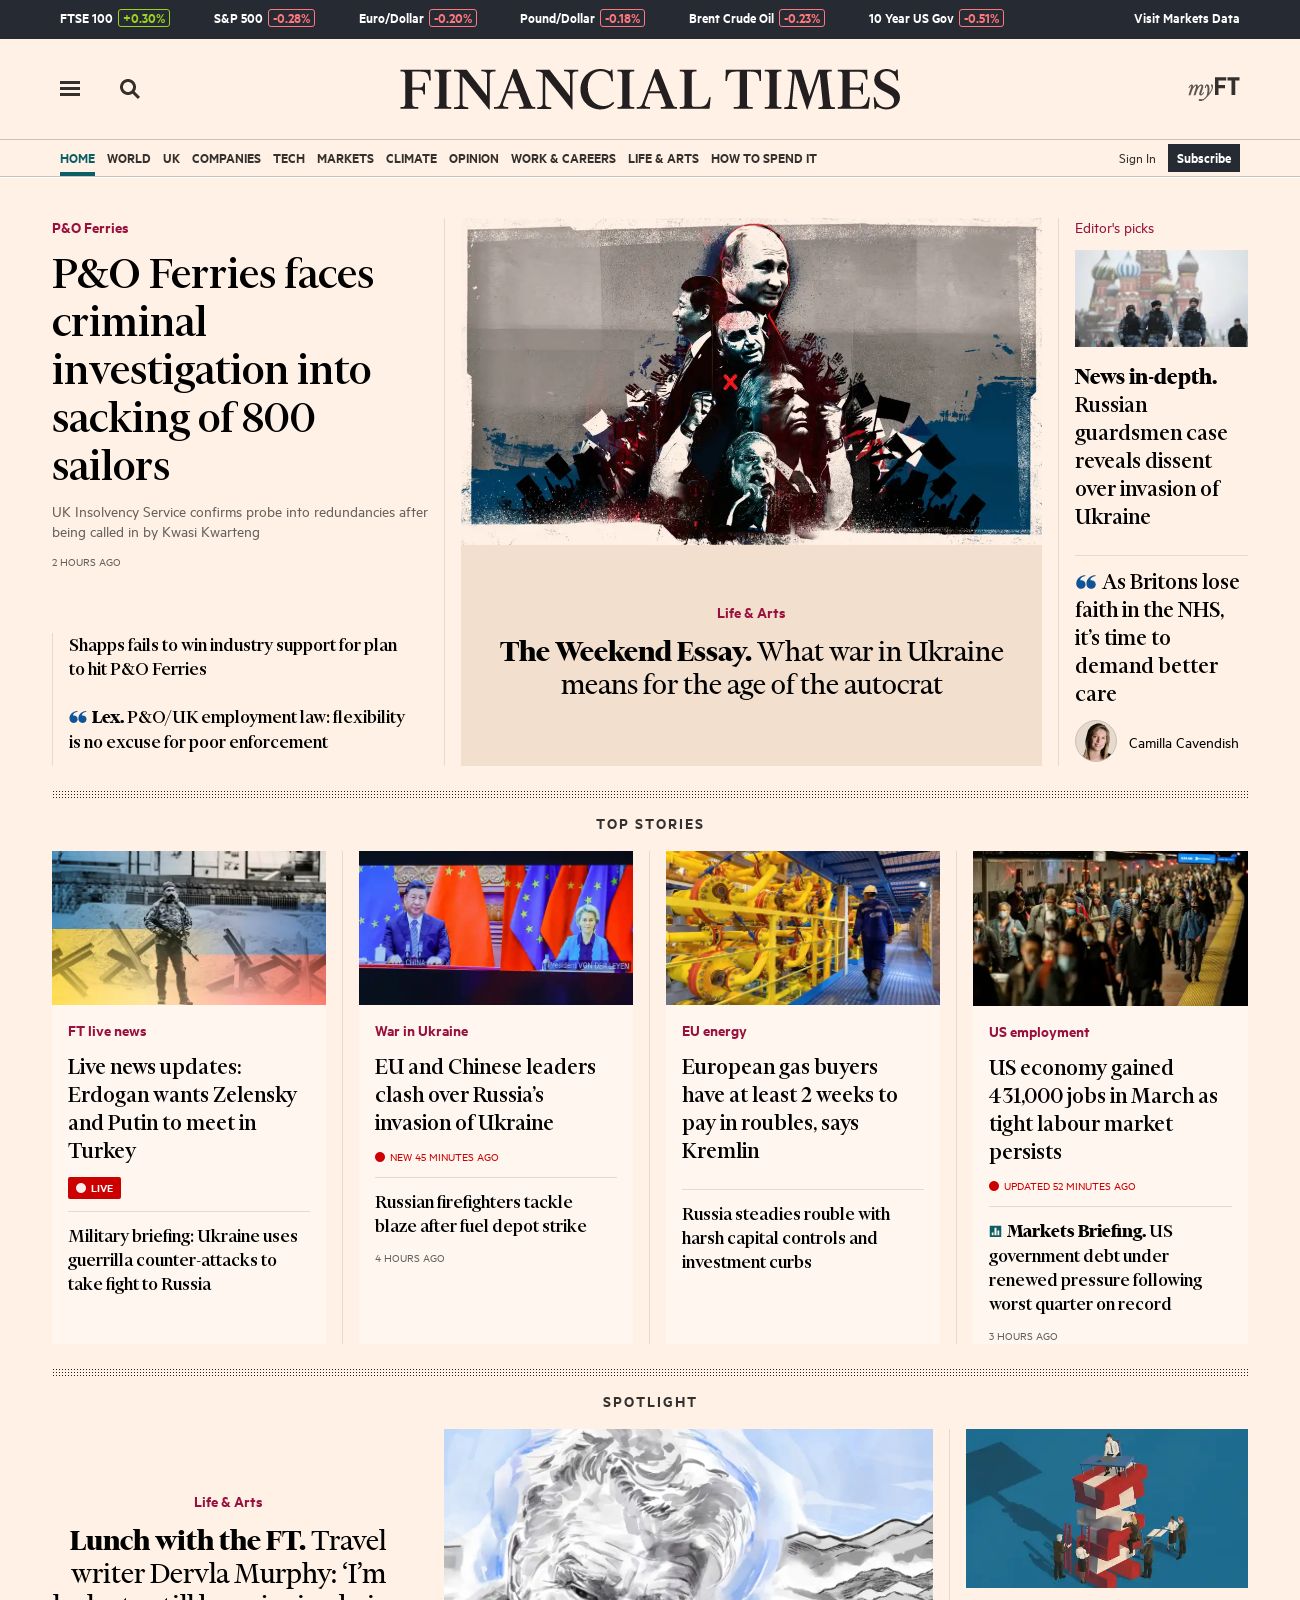 FTSE 100 +0.30% S&P 500 -0.28% Euro/Dollar -0.20% Pound/Dollar -0.18% Brent Crude Oil -0.23% 10 Year US Gov -0.51% Visit Markets Data
FINANCIAL TIMES
myFT
HOME WORLD UK COMPANIES TECH MARKETS CLIMATE OPINION WORK & CAREERS LIFE & ARTS HOW TO SPEND IT Sign In Subscribe
P&O Ferries
P&O Ferries faces
criminal
investigation into
sacking of 800
sailors
UK Insolvency Service confirms probe into redundancies after
being called in by Kwasi Kwarteng
2 HOURS AGO
Shapps fails to win industry support for plan
to hit P&O Ferries
Lex. P&O/UK employment law: flexibility
is no excuse for poor enforcement
Life & Arts
The Weekend Essay. What war in Ukraine
means for the age of the autocrat
Editor's picks
News in-depth.
Russian
guardsmen case
reveals dissent
over invasion of
Ukraine
“ As Britons lose
faith in the NHS,
it’s time to
demand better
care
Camilla Cavendish
TOP STORIES
FT live news
Live news updates:
Erdogan wants Zelensky
and Putin to meet in
Turkey
LIVE
Military briefing: Ukraine uses
guerrilla counter-attacks to
take fight to Russia
CHINA
President VON DER LEYEN
War in Ukraine
EU and Chinese leaders
clash over Russia’s
invasion of Ukraine
NEW 45 MINUTES AGO
Russian firefighters tackle
blaze after fuel depot strike
4 HOURS AGO
EU energy
European gas buyers
have at least 2 weeks to
pay in roubles, says
Kremlin
Russia steadies rouble with
harsh capital controls and
investment curbs
US employment
US economy gained
431,000 jobs in March as
tight labour market
persists
UPDATED 52 MINUTES AGO
Markets Briefing. US
government debt under
renewed pressure following
worst quarter on record
3 HOURS AGO
SPOTLIGHT
Life & Arts
Lunch with the FT. Travel
writer Dervla Murphy: ‘I’m